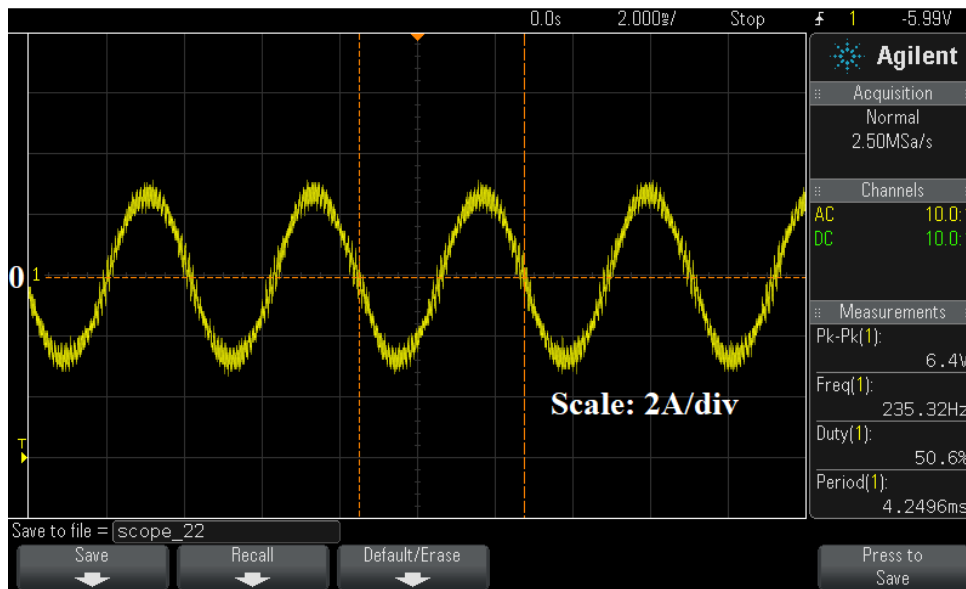 0.0s 2.000ms/ Stop 1 -5.99V
Agilent
Acquisition
Normal
2.50MSa/s
Channels
AC 10.0:
DC 10.0:
0 1
Measurements
Pk-Pk(1):
6.4V
Freq(1):
235.32Hz
Scale: 2A/div
Duty(1):
50.6%
T
Period(1):
4.2496ms
Save to file = scope_22
Save Recall Default/Erase Press to
Save